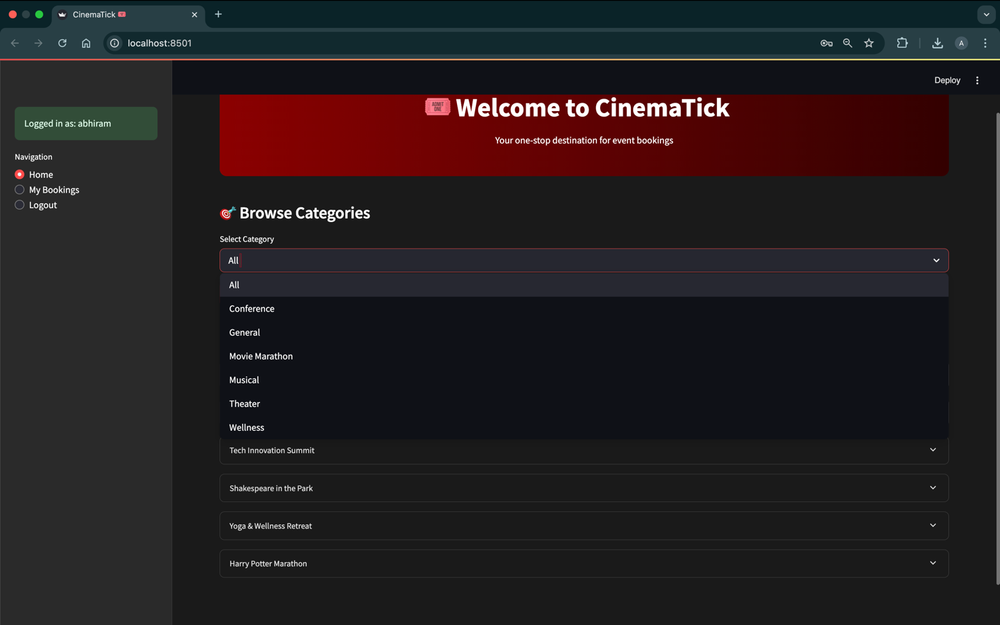 CinemaTick
localhost:8501
A
Deploy
Logged in as: abhiram
Navigation
Home
My Bookings
Logout
ADMIT
ONE
Welcome to CinemaTick
Your one-stop destination for event bookings
Browse Categories
Select Category
All
All
Conference
General
Movie Marathon
Musical
Theater
Wellness
Tech Innovation Summit
Shakespeare in the Park
Yoga & Wellness Retreat
Harry Potter Marathon